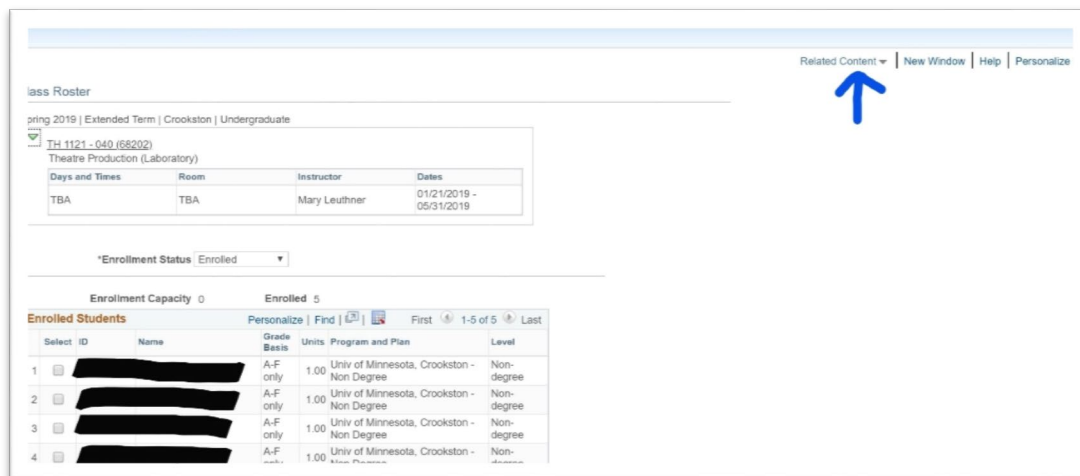 Related Content | New Window | Help | Personalize
lass Roster
pring 2019 | Extended Term | Crookston | Undergraduate
TH 1121 - 040 (68202)
Theatre Production (Laboratory)
Days and Times Room Instructor Dates
TBA TBA Mary Leuthner 01/21/2019 -
05/31/2019
*Enrollment Status Enrolled
Enrollment Capacity 0 Enrolled 5
Enrolled Students Personalize | Find | | First 1-5 of 5 Last
Select ID Name Grade Basis Units Program and Plan Level
1 A-F only 1.00 Univ of Minnesota, Crookston - Non Degree Non-degree
2 A-F only 1.00 Univ of Minnesota, Crookston - Non Degree Non-degree
3 A-F only 1.00 Univ of Minnesota, Crookston - Non Degree Non-degree
4 A-F 1.00 Univ of Minnesota, Crookston - Non-